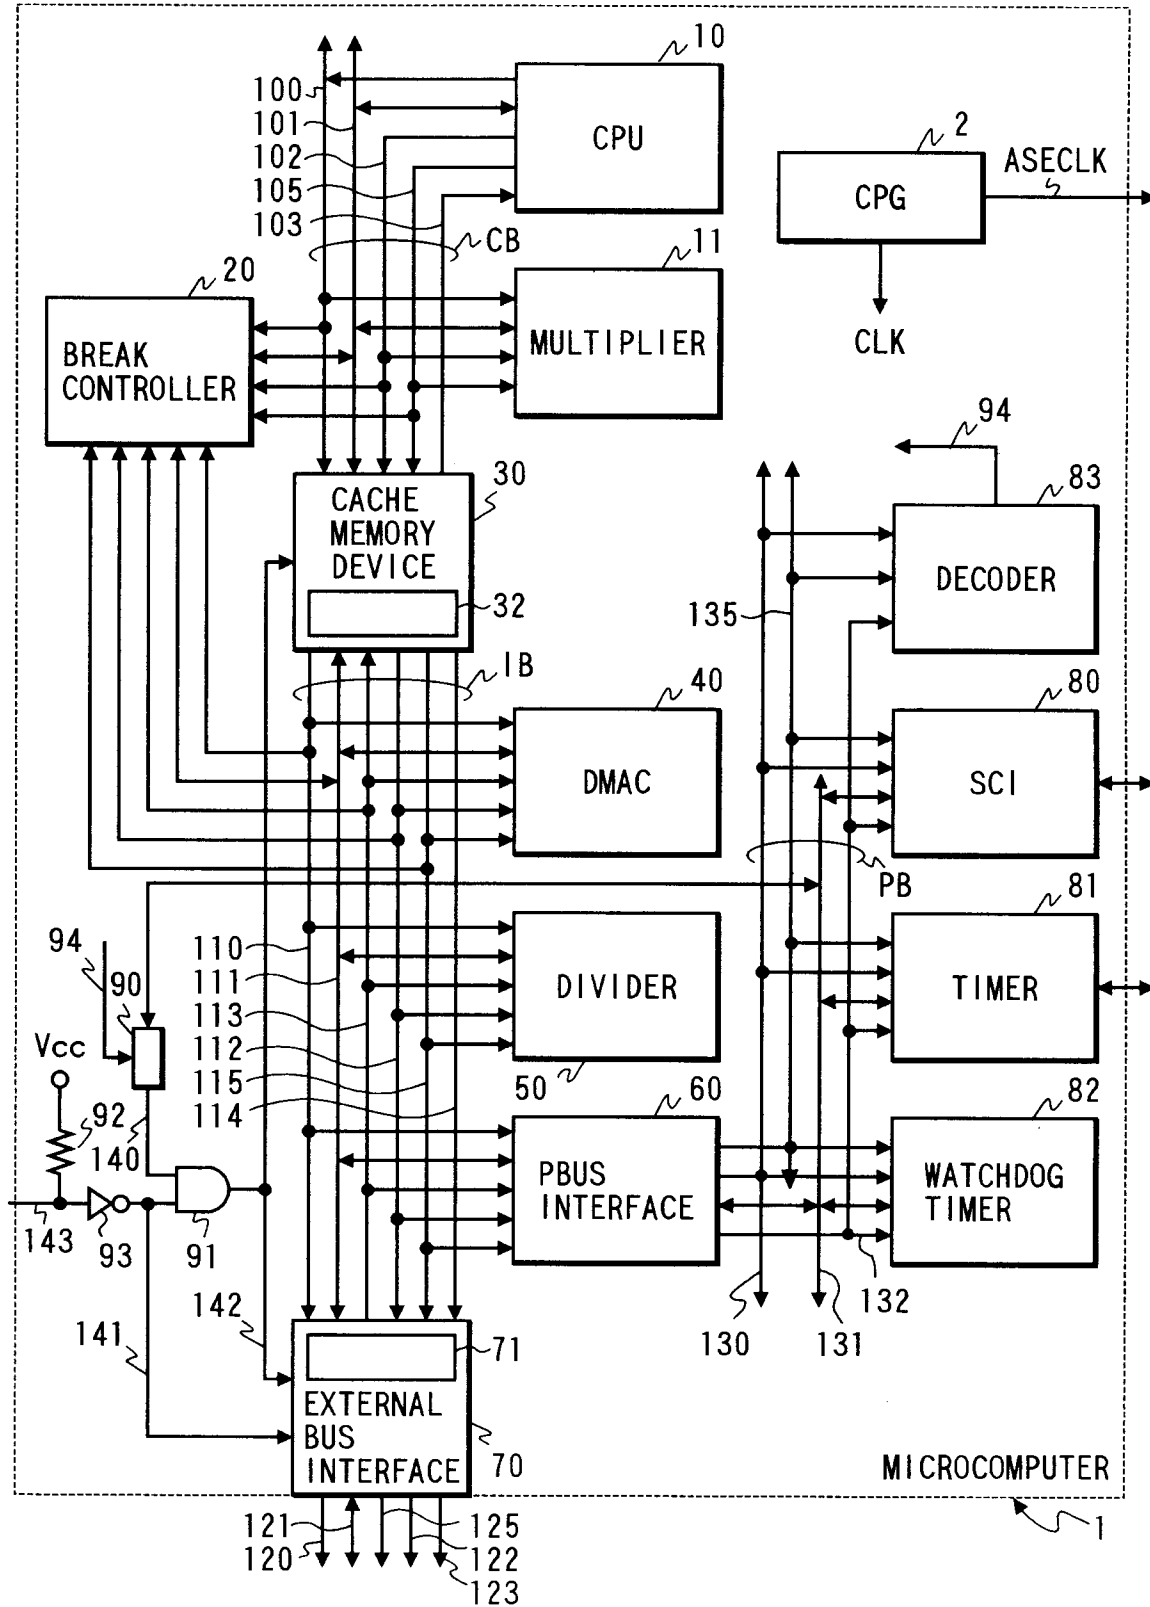 10
100
101
102
105
103
CPU
2
CPG
ASECLK
CLK
CB
11
MULTIPLIER
20
BREAK
CONTROLLER
30
CACHE
MEMORY
DEVICE
32
94
83
DECODER
135
IB
40
DMAC
80
SCI
PB
81
TIMER
94
90
Vcc
92
140
110
111
113
112
115
114
DIVIDER
50
60
PBUS
INTERFACE
82
WATCHDOG
TIMER
143
93
91
142
141
130
131
132
71
EXTERNAL
BUS
INTERFACE
70
MICROCOMPUTER
1
121
120
125
122
123